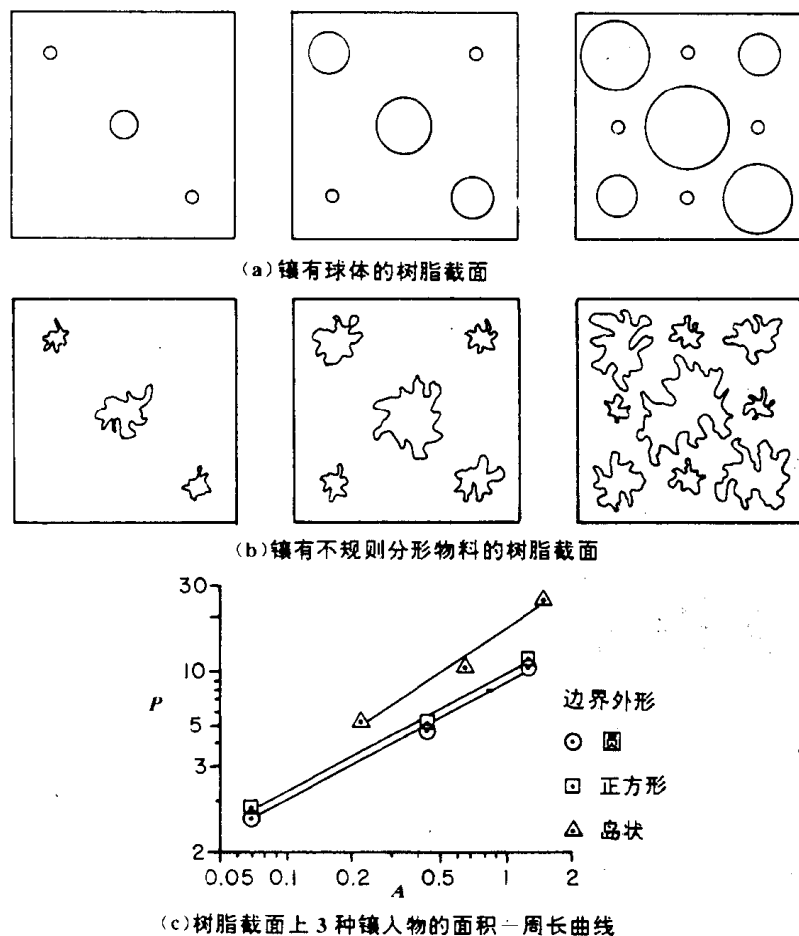 (a)镶有球体的树脂截面
(b)镶有不规则分形物料的树脂截面
30
10
P
5
3
2
0.05 0.1 0.2 0.5 1 2
A
边界外形
圆
正方形
岛状
(c)树脂截面上3种镶入物的面积—周长曲线